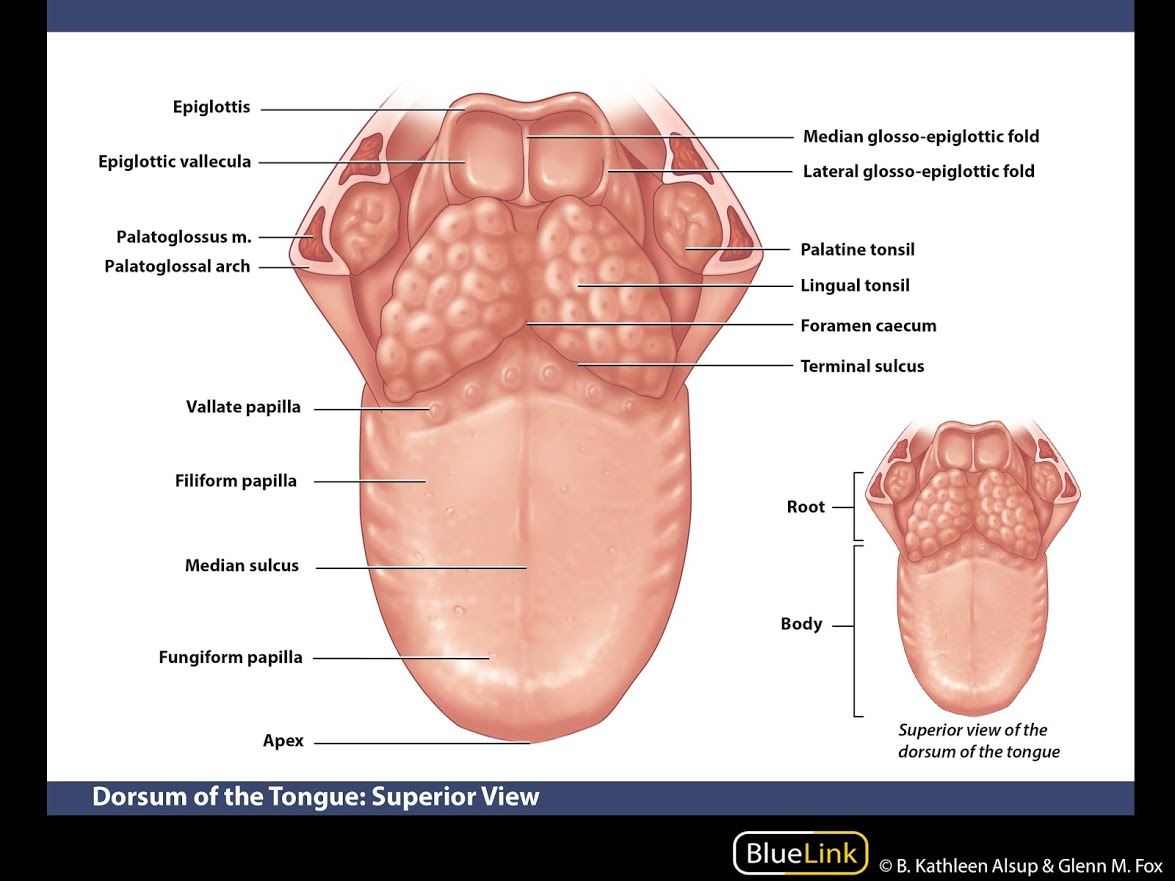 Epiglottis
Epiglottic vallecula
Palatoglossus m.
Palatoglossal arch
Vallate papilla
Filiform papilla
Median sulcus
Fungiform papilla
Apex
Median glosso-epiglottic fold
Lateral glosso-epiglottic fold
Palatine tonsil
Lingual tonsil
Foramen caecum
Terminal sulcus
Root
Body
Superior view of the
dorsum of the tongue
Dorsum of the Tongue: Superior View
BlueLink
© B. Kathleen Alsup & Glenn M. Fox